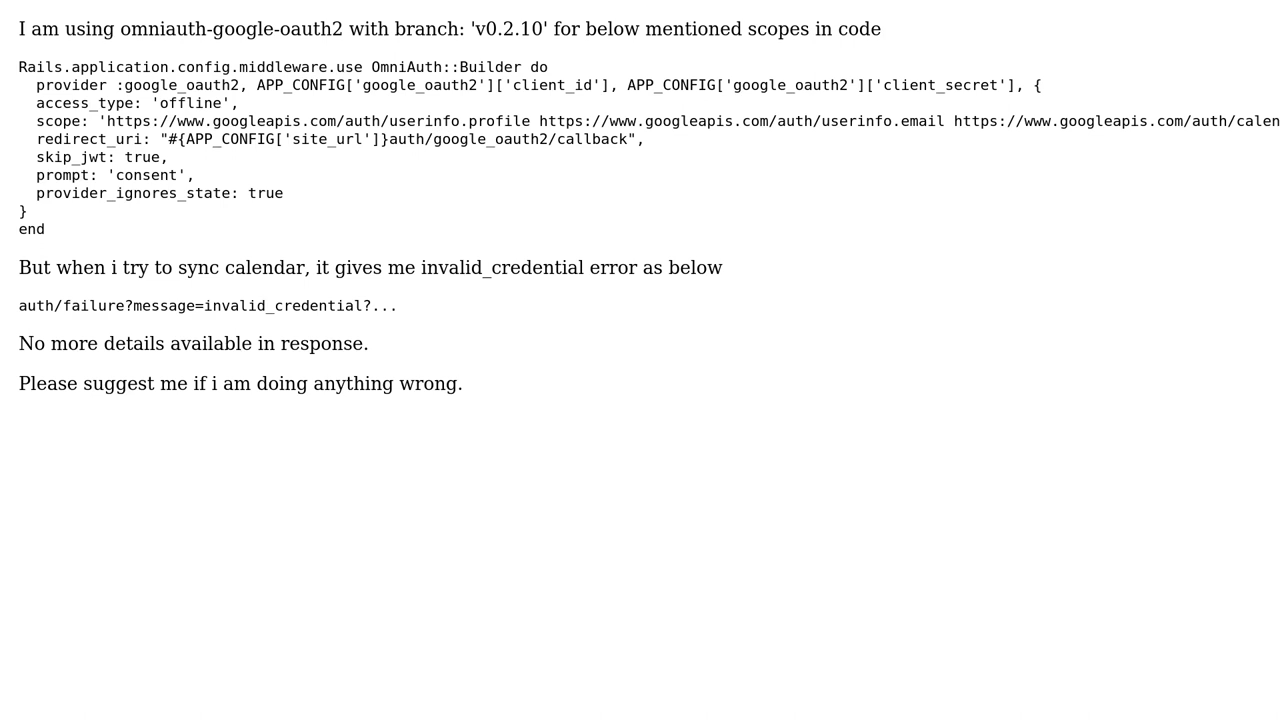 I am using omniauth-google-oauth2 with branch: 'v0.2.10' for below mentioned scopes in code
Rails.application.config.middleware.use OmniAuth::Builder do
  provider :google_oauth2, APP_CONFIG['google_oauth2']['client_id'], APP_CONFIG['google_oauth2']['client_secret'], {
  access_type: 'offline',
  scope: 'https://www.googleapis.com/auth/userinfo.profile https://www.googleapis.com/auth/userinfo.email https://www.googleapis.com/auth/calen
  redirect_uri: "#{APP_CONFIG['site_url']}auth/google_oauth2/callback",
  skip_jwt: true,
  prompt: 'consent',
  provider_ignores_state: true
}
end
But when i try to sync calendar, it gives me invalid_credential error as below
auth/failure?message=invalid_credential?...
No more details available in response.
Please suggest me if i am doing anything wrong.